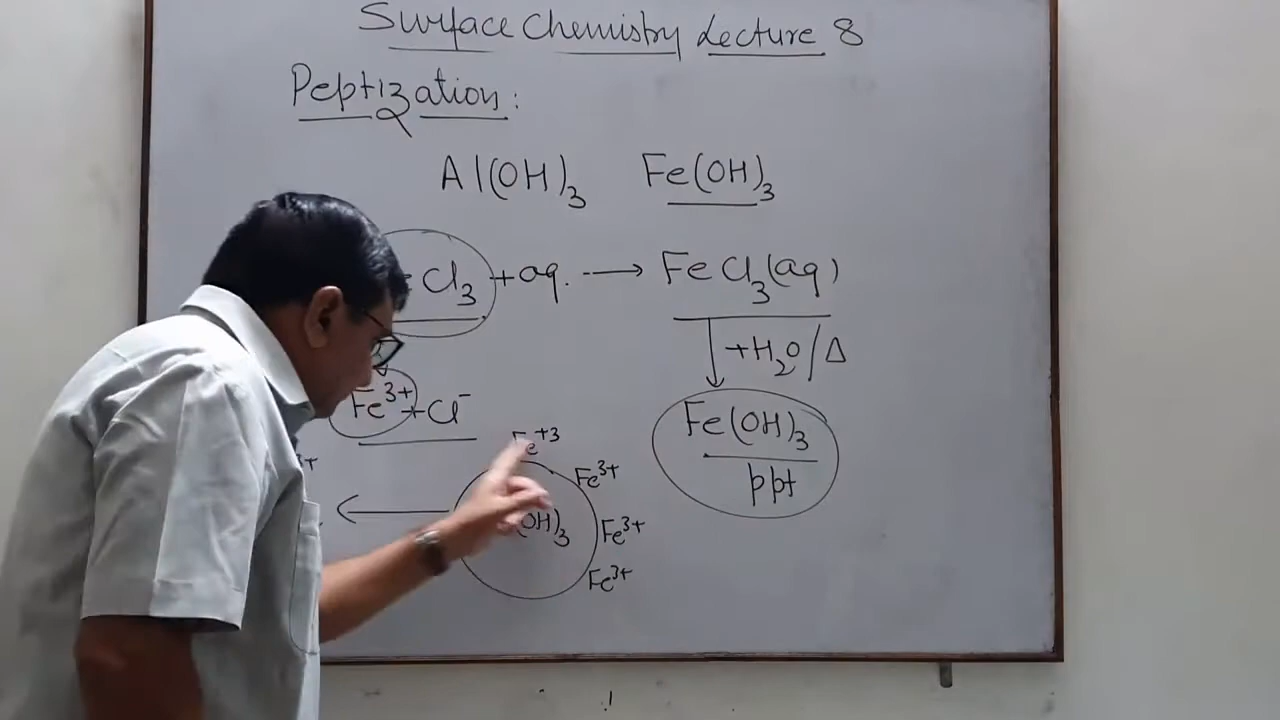 Surface Chemistry Lecture 8
Peptization:
Al(OH)₃ Fe(OH)₃
Cl₃ + aq. → FeCl₃(aq)
+H₂O/Δ
Fe³⁺ + Cl⁻
Fe(OH)₃
ppt
Fe⁺³
Fe³⁺
←
(OH)₃ Fe³⁺
Fe³⁺